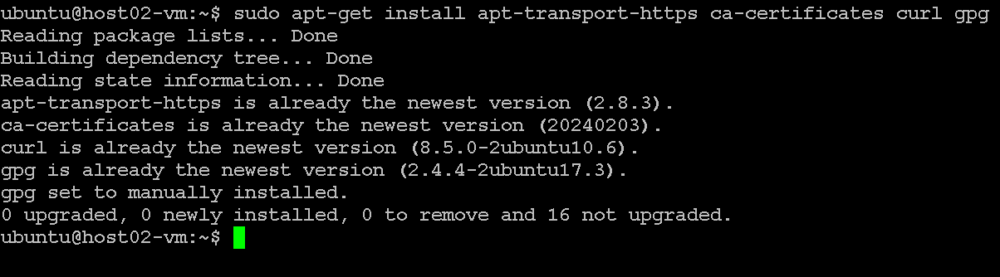 ubuntu@host02-vm:~$ sudo apt-get install apt-transport-https ca-certificates curl gpg
Reading package lists... Done
Building dependency tree... Done
Reading state information... Done
apt-transport-https is already the newest version (2.8.3).
ca-certificates is already the newest version (20240203).
curl is already the newest version (8.5.0-2ubuntu10.6).
gpg is already the newest version (2.4.4-2ubuntu17.3).
gpg set to manually installed.
0 upgraded, 0 newly installed, 0 to remove and 16 not upgraded.
ubuntu@host02-vm:~$